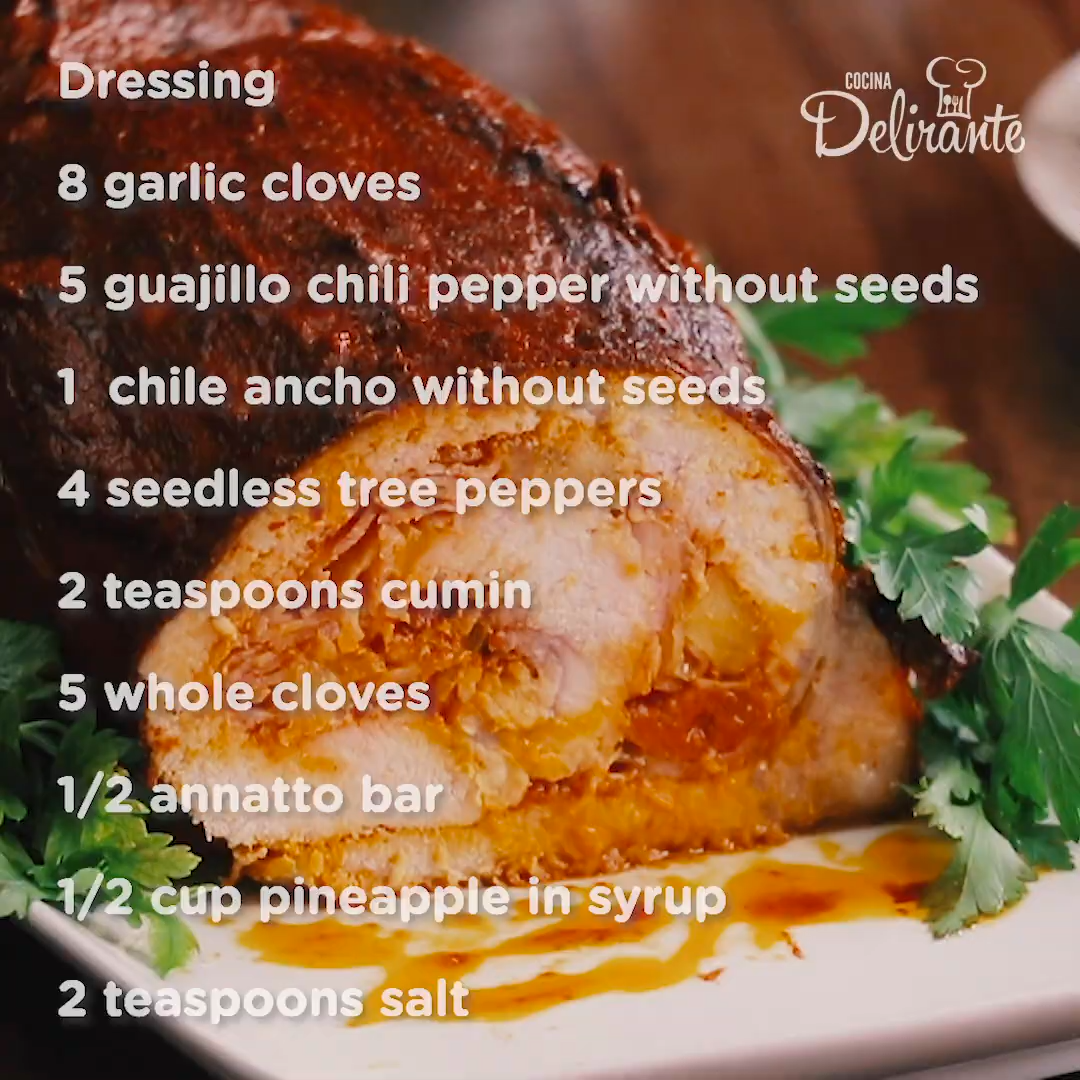 Dressing
COCINA
Delirante
8 garlic cloves
5 guajillo chili pepper without seeds
1 chile ancho without seeds
4 seedless tree peppers
2 teaspoons cumin
5 whole cloves
1/2 annatto bar
1/2 cup pineapple in syrup
2 teaspoons salt